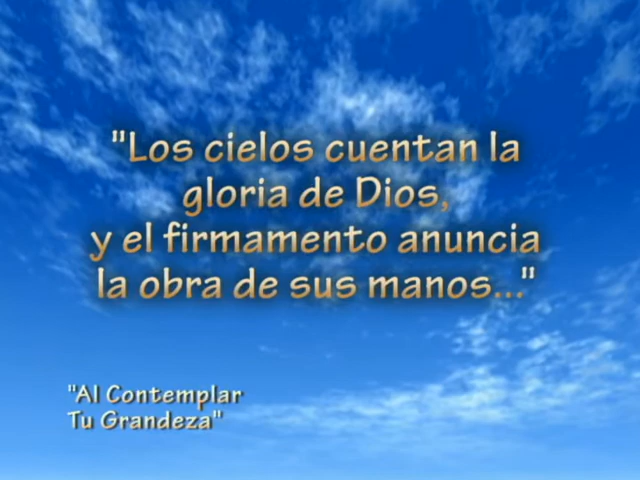 "Los cielos cuentan la
gloria de Dios,
y el firmamento anuncia
la obra de sus manos..."
"Al Contemplar
Tu Grandeza"